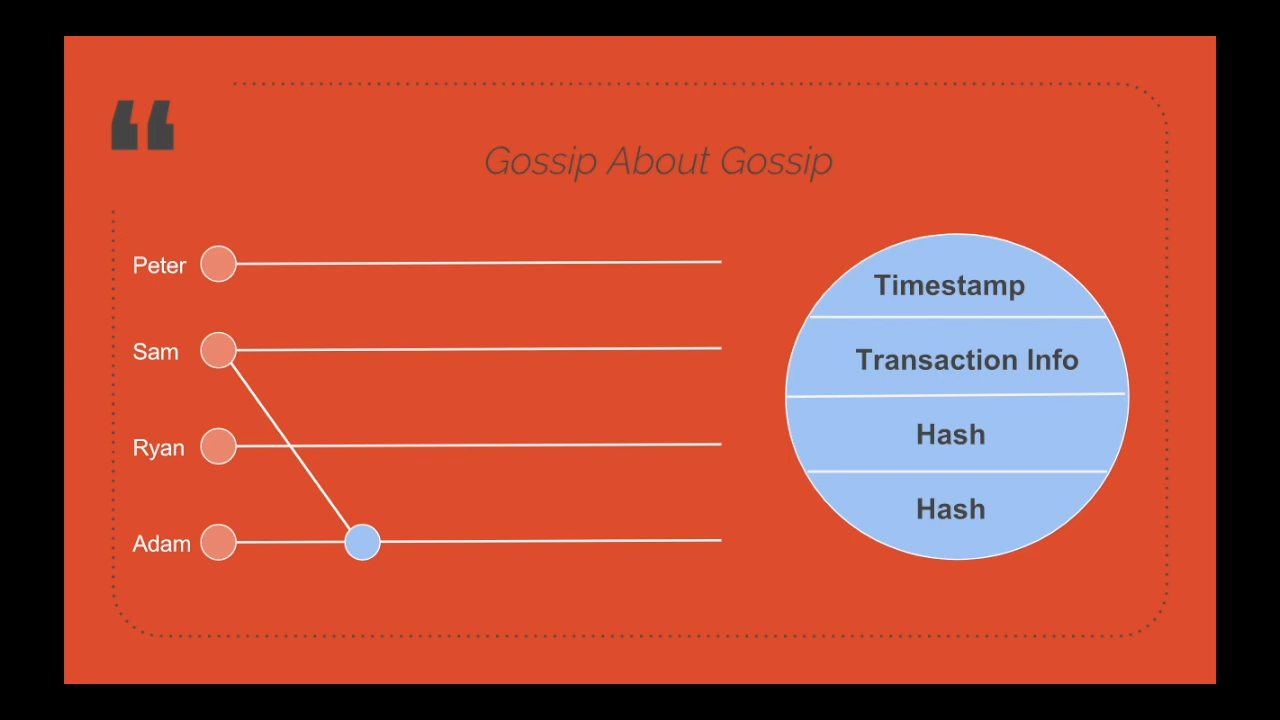 ❝
Gossip About Gossip
Peter
Sam
Ryan
Adam
Timestamp
Transaction Info
Hash
Hash